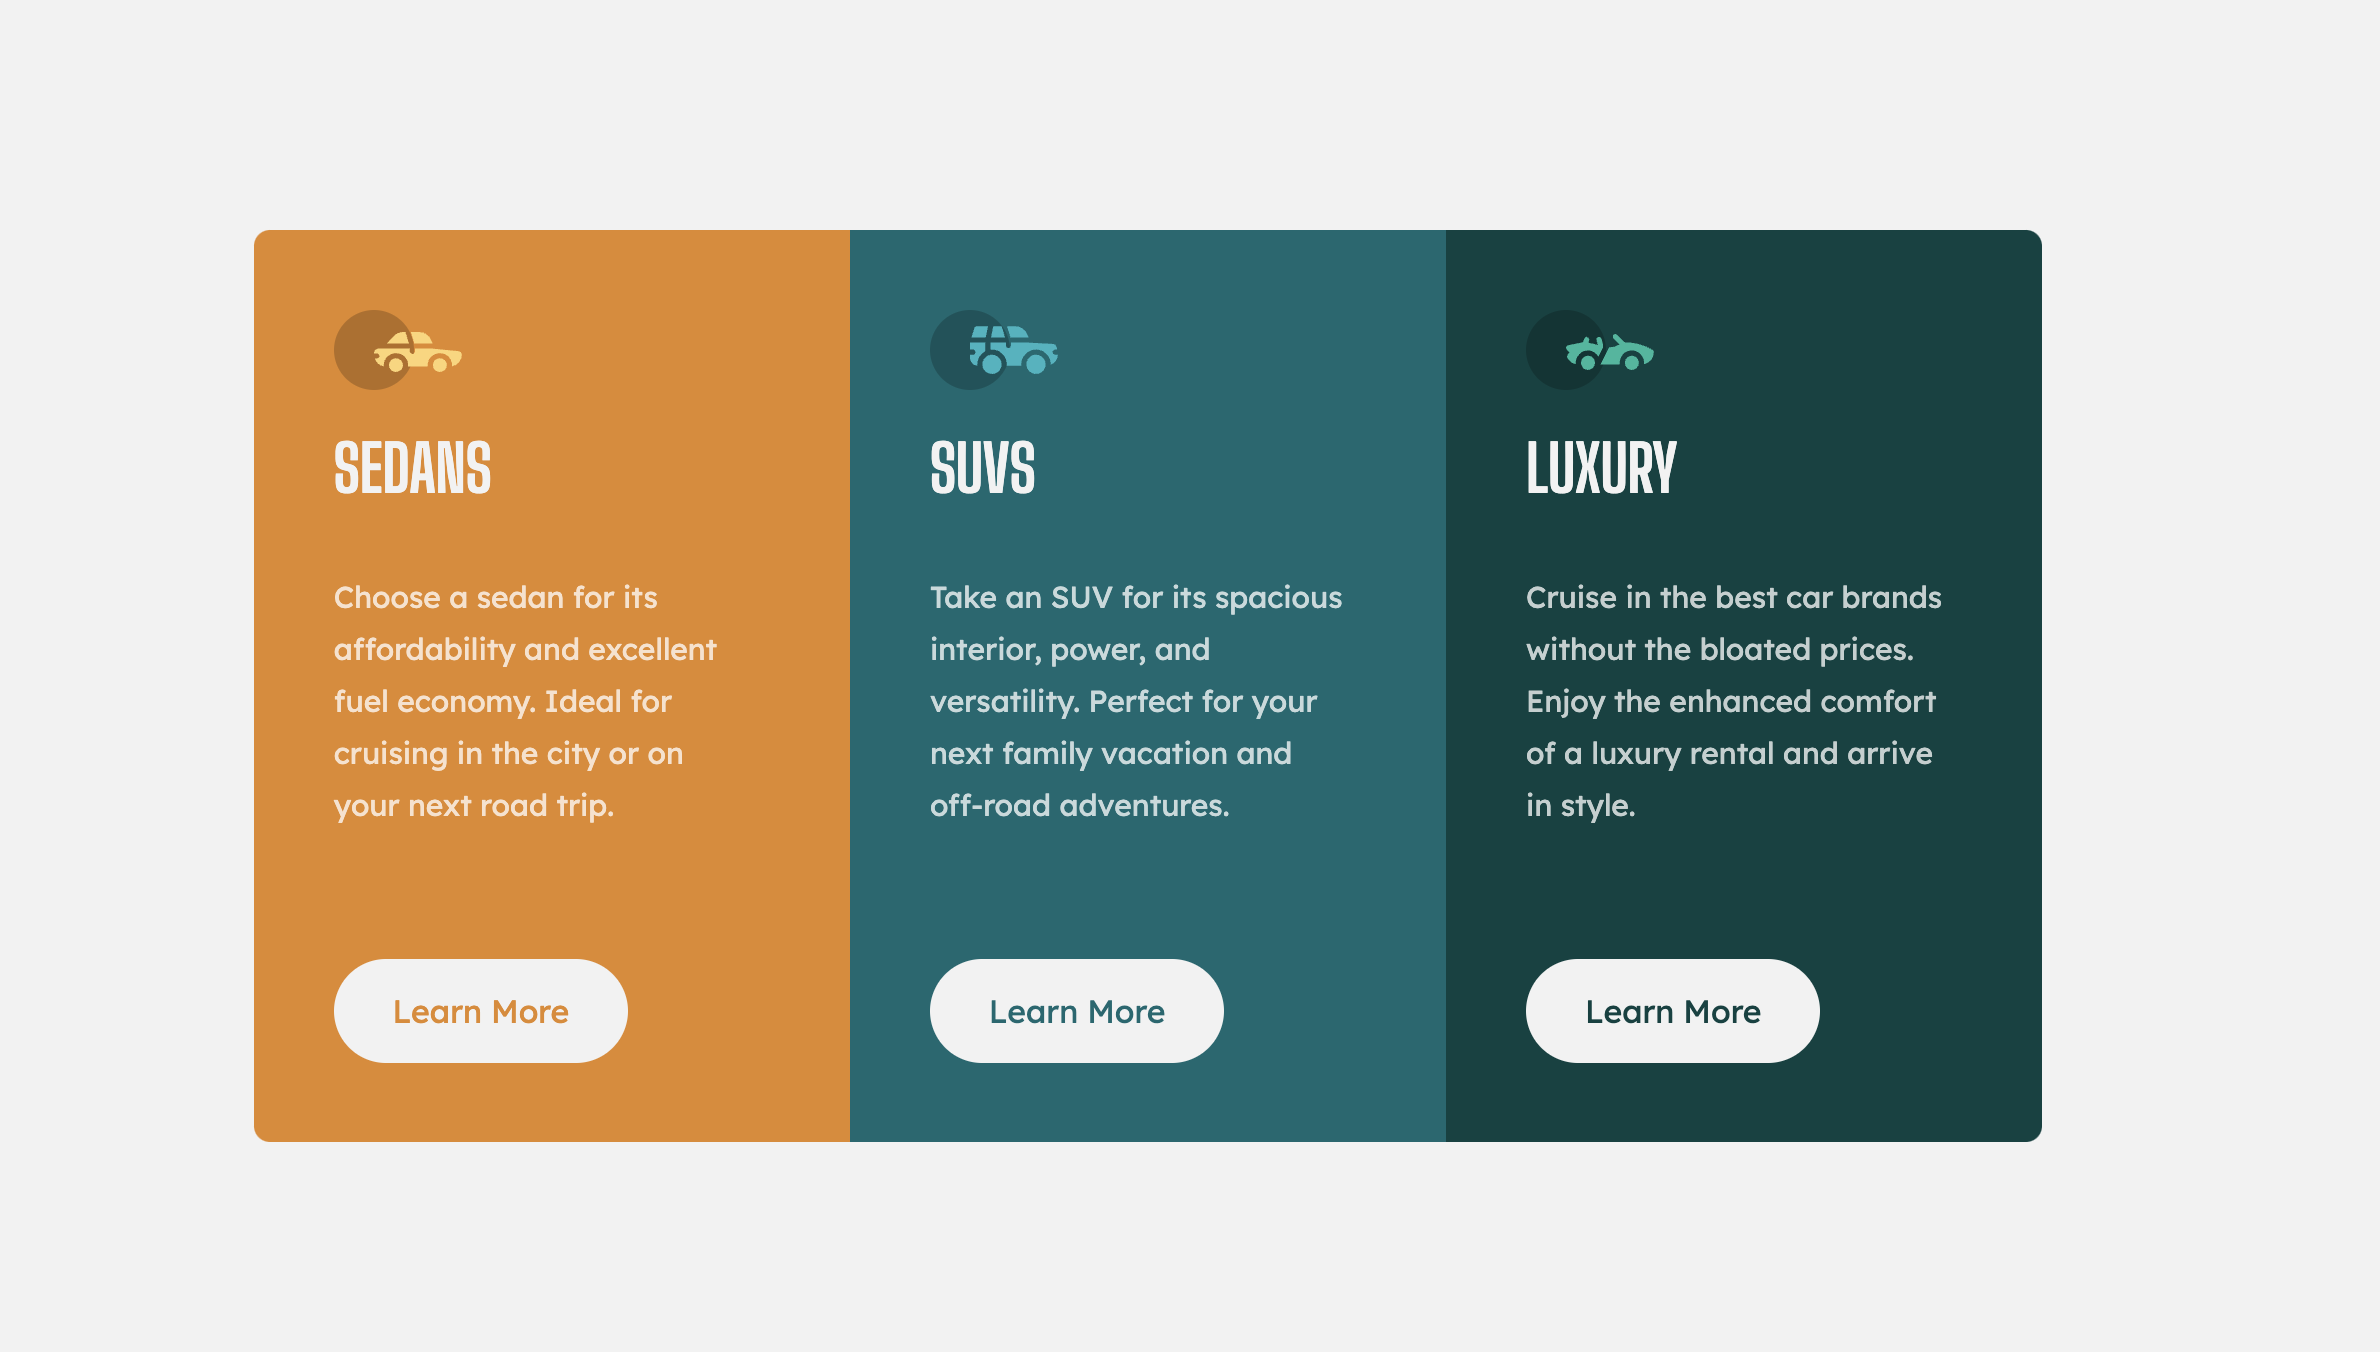 SEDANS
Choose a sedan for its
affordability and excellent
fuel economy. Ideal for
cruising in the city or on
your next road trip.
Learn More
SUVS
Take an SUV for its spacious
interior, power, and
versatility. Perfect for your
next family vacation and
off-road adventures.
Learn More
LUXURY
Cruise in the best car brands
without the bloated prices.
Enjoy the enhanced comfort
of a luxury rental and arrive
in style.
Learn More